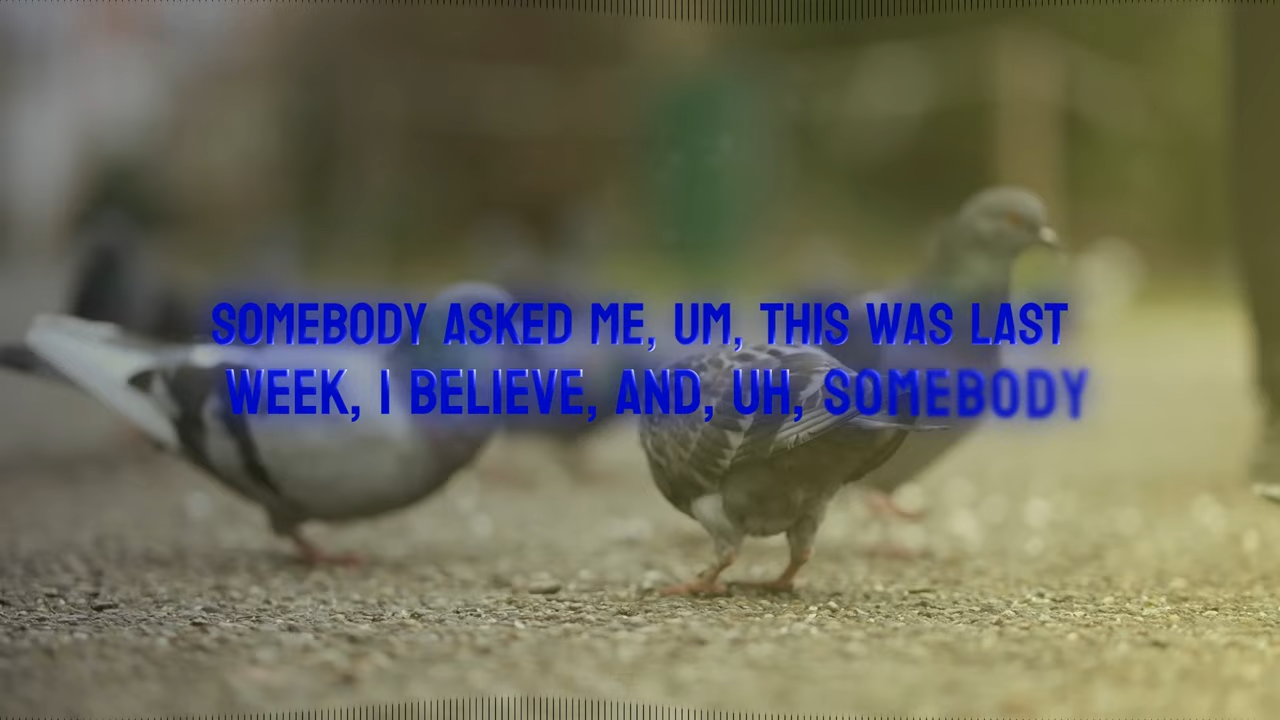 SOMEBODY ASKED ME, UM, THIS WAS LAST
WEEK, I BELIEVE, AND, UH, SOMEBODY